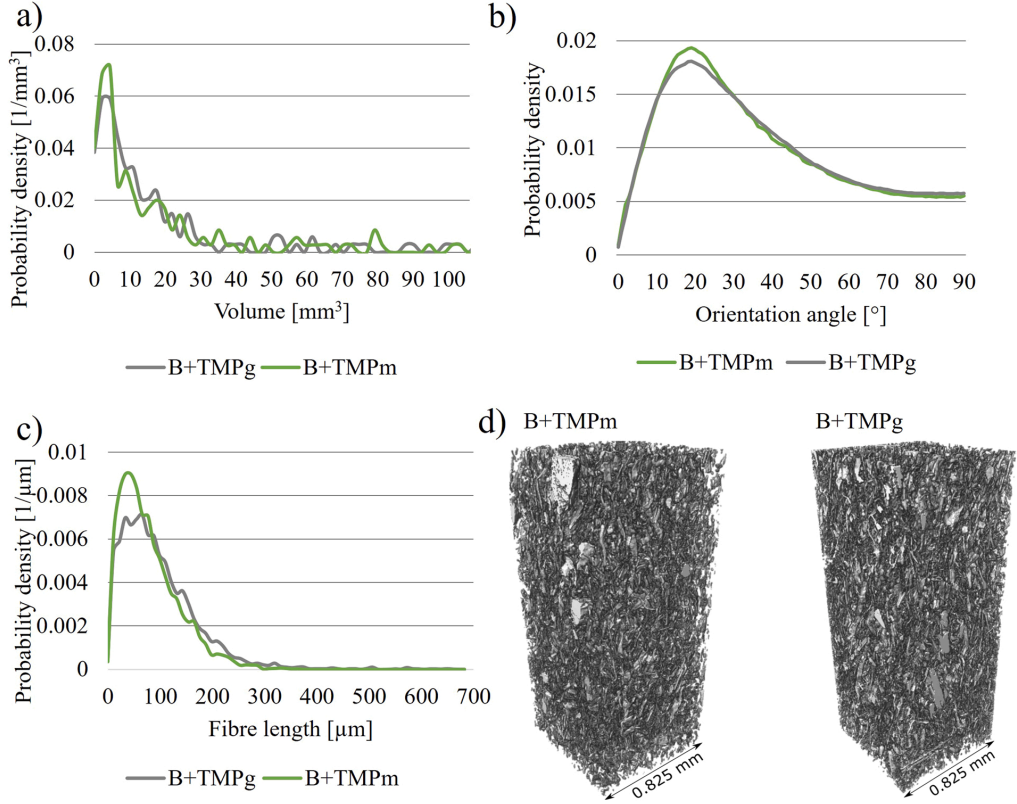 a)
Probability density [1/mm³]
0.08
0.06
0.04
0.02
0
0 10 20 30 40 50 60 70 80 90 100
Volume [mm³]
B+TMPg B+TMPm
b)
Probability density
0.02
0.015
0.01
0.005
0
0 10 20 30 40 50 60 70 80 90
Orientation angle [°]
B+TMPm B+TMPg
c)
Probability density [1/µm]
0.01
0.008
0.006
0.004
0.002
0
0 100 200 300 400 500 600 700
Fibre length [µm]
B+TMPg B+TMPm
d)
B+TMPm B+TMPg
0.825 mm
0.825 mm